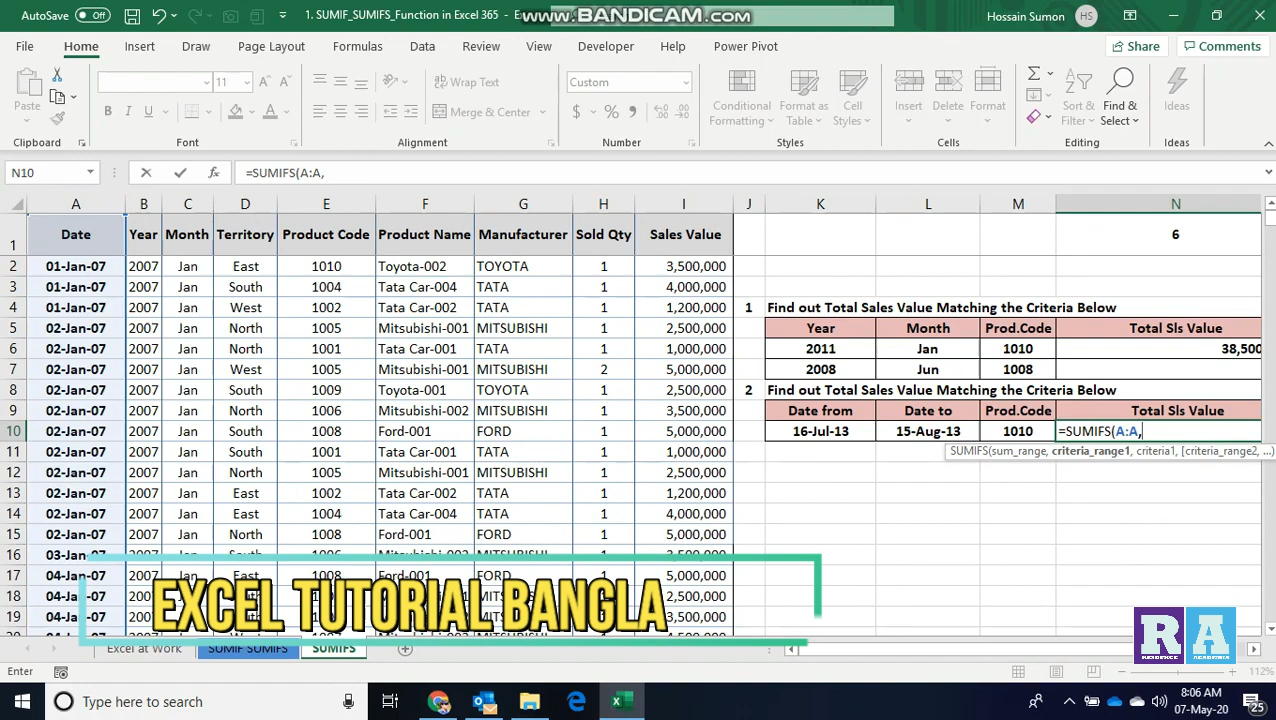 AutoSave Off 1. SUMIF_SUMIFS_Function in Excel 365 - E www.BANDICAM.com Hossain Sumon HS
File Home Insert Draw Page Layout Formulas Data Review View Developer Help Power Pivot Share Comments
11 Wrap Text Custom
Paste B I U Merge & Center $ % Conditional Formatting Format as Table Cell Styles Insert Delete Format Sort & Filter Find & Select Ideas
Clipboard Font Alignment Number Styles Cells Editing Ideas
N10 fx =SUMIFS(A:A,
A B C D E F G H I J K L M N
1 Date Year Month Territory Product Code Product Name Manufacturer Sold Qty Sales Value 6
2 01-Jan-07 2007 Jan East 1010 Toyota-002 TOYOTA 1 3,500,000
3 01-Jan-07 2007 Jan South 1004 Tata Car-004 TATA 1 4,000,000
4 01-Jan-07 2007 Jan West 1002 Tata Car-002 TATA 1 1,200,000 1 Find out Total Sales Value Matching the Criteria Below
5 02-Jan-07 2007 Jan North 1005 Mitsubishi-001 MITSUBISHI 1 2,500,000 Year Month Prod.Code Total Sls Value
6 02-Jan-07 2007 Jan North 1001 Tata Car-001 TATA 1 1,000,000 2011 Jan 1010 38,500
7 02-Jan-07 2007 Jan West 1005 Mitsubishi-001 MITSUBISHI 2 5,000,000 2008 Jun 1008
8 02-Jan-07 2007 Jan South 1009 Toyota-001 TOYOTA 1 2,500,000 2 Find out Total Sales Value Matching the Criteria Below
9 02-Jan-07 2007 Jan North 1006 Mitsubishi-002 MITSUBISHI 1 3,500,000 Date from Date to Prod.Code Total Sls Value
10 02-Jan-07 2007 Jan South 1008 Ford-001 FORD 1 5,000,000 16-Jul-13 15-Aug-13 1010 =SUMIFS(A:A,
SUMIFS(sum_range, criteria_range1, criteria1, [criteria_range2, ...)
11 02-Jan-07 2007 Jan South 1005 Mitsubishi-001 MITSUBISHI 1 2,500,000
12 02-Jan-07 2007 Jan North 1005 Mitsubishi-001 MITSUBISHI 1 2,500,000
13 02-Jan-07 2007 Jan East 1002 Tata Car-002 TATA 1 1,200,000
14 02-Jan-07 2007 Jan East 1004 Tata Car-004 TATA 1 4,000,000
15 02-Jan-07 2007 Jan North 1008 Ford-001 FORD 1 5,000,000
16 03-Jan-07 2007 Jan South 1006 Mitsubishi-002 MITSUBISHI 1 3,500,000
17 04-Jan-07 2007 Jan East 1008 Ford-001 FORD 1 5,000,000
18 04-Jan 2,500,000
19 04-Jan 3,500,000
EXCEL TUTORIAL BANGLA
R A
RESIDENCE ACADEMIA
Excel at Work SUMIF SUMIFS SUMIFS
Enter 112%
Type here to search 8:06 AM
07-May-20 25